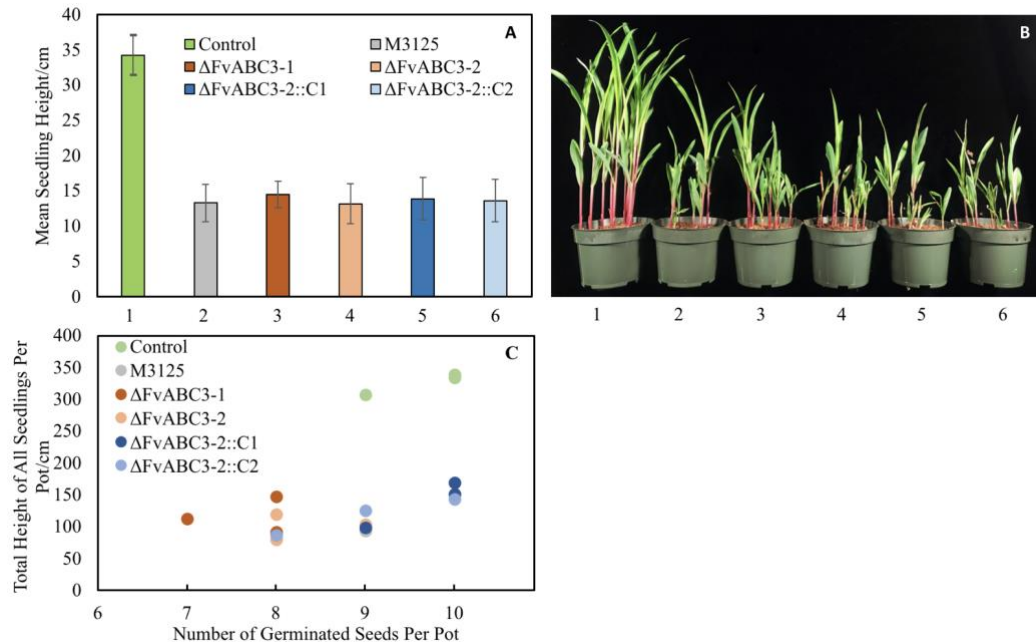 A
Mean Seedling Height/cm
40
35
30
25
20
15
10
5
0
Control
M3125
ΔFvABC3-1
ΔFvABC3-2
ΔFvABC3-2::C1
ΔFvABC3-2::C2
1 2 3 4 5 6
B
1 2 3 4 5 6
C
Total Height of All Seedlings Per
Pot/cm
400
350
300
250
200
150
100
50
0
Control
M3125
ΔFvABC3-1
ΔFvABC3-2
ΔFvABC3-2::C1
ΔFvABC3-2::C2
6 7 8 9 10
Number of Germinated Seeds Per Pot